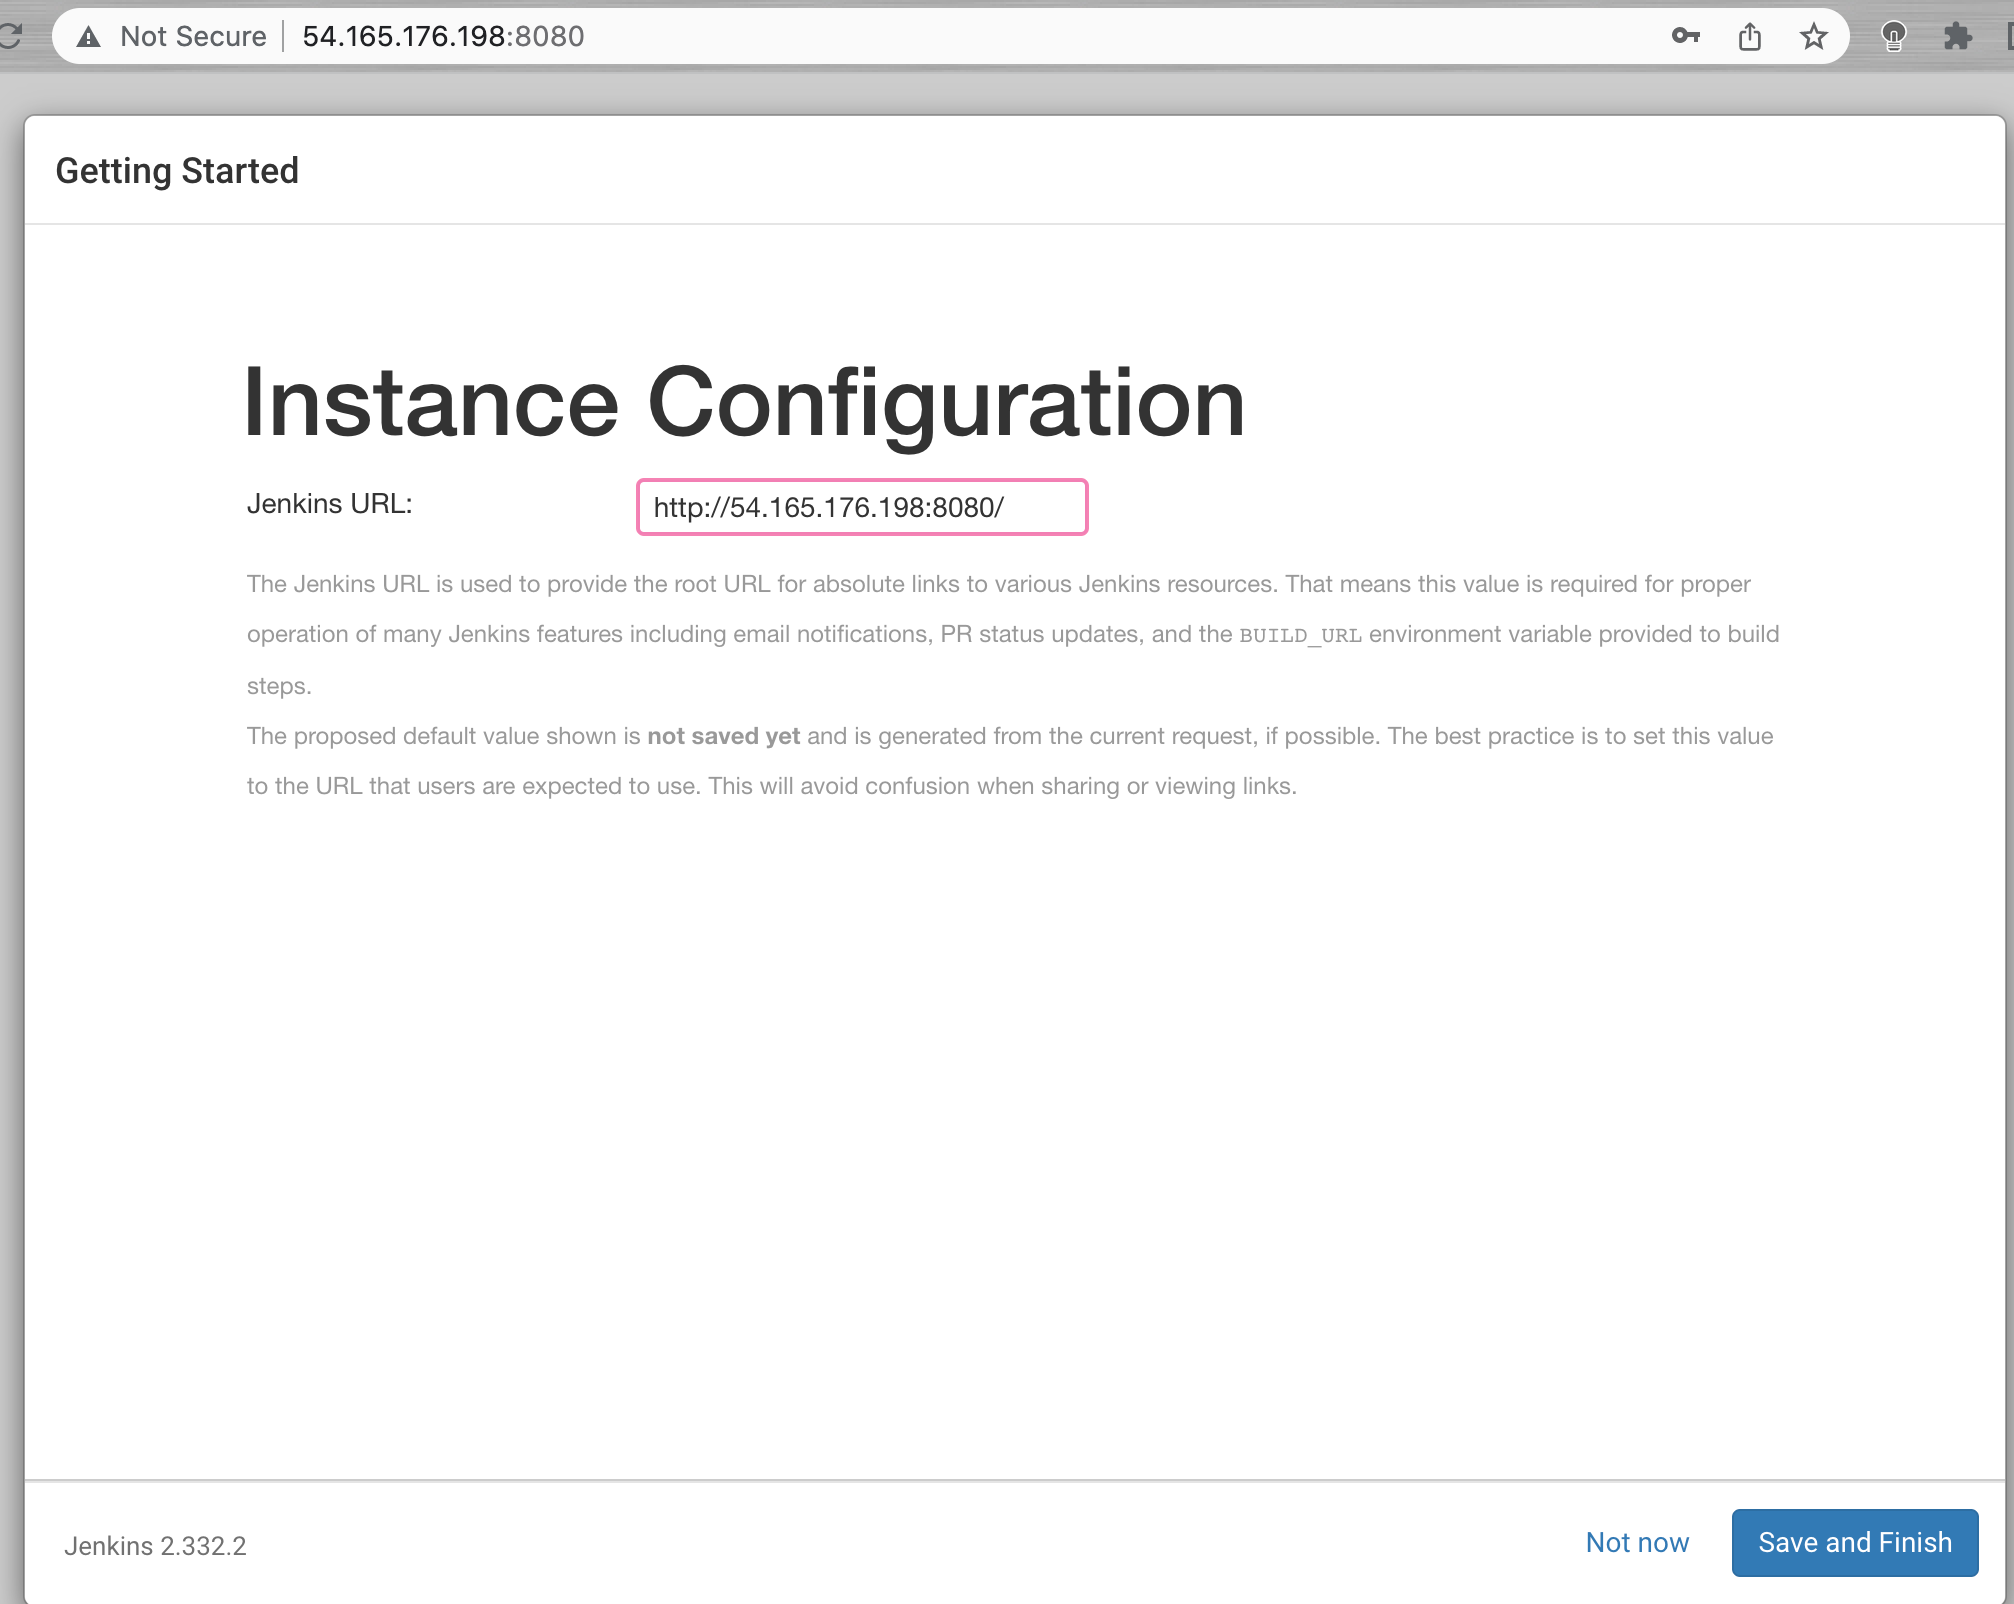 Not Secure 54.165.176.198:8080
Getting Started
Instance Configuration
Jenkins URL: http://54.165.176.198:8080/
The Jenkins URL is used to provide the root URL for absolute links to various Jenkins resources. That means this value is required for proper
operation of many Jenkins features including email notifications, PR status updates, and the BUILD_URL environment variable provided to build
steps.
The proposed default value shown is not saved yet and is generated from the current request, if possible. The best practice is to set this value
to the URL that users are expected to use. This will avoid confusion when sharing or viewing links.
Jenkins 2.332.2 Not now Save and Finish